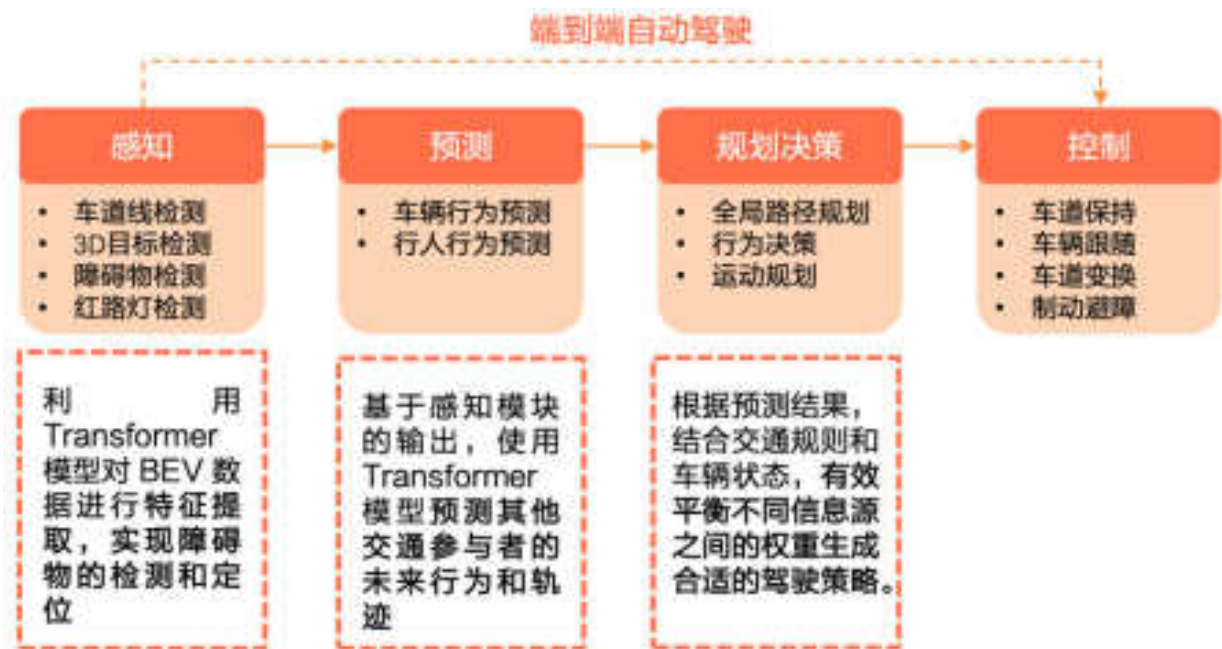 端到端自动驾驶
感知
预测
规划决策
控制
• 车道线检测
• 3D目标检测
• 障碍物检测
• 红路灯检测
• 车辆行为预测
• 行人行为预测
• 全局路径规划
• 行为决策
• 运动规划
• 车道保持
• 车辆跟随
• 车道变换
• 制动避障
利用
Transformer
模型对 BEV 数
据进行特征提
取，实现障碍
物的检测和定
位
基于感知模块
的输出，使用
Transformer
模型预测其他
交通参与者的
未来行为和轨
迹
根据预测结果，
结合交通规则和
车辆状态，有效
平衡不同信息源
之间的权重生成
合适的驾驶策略。